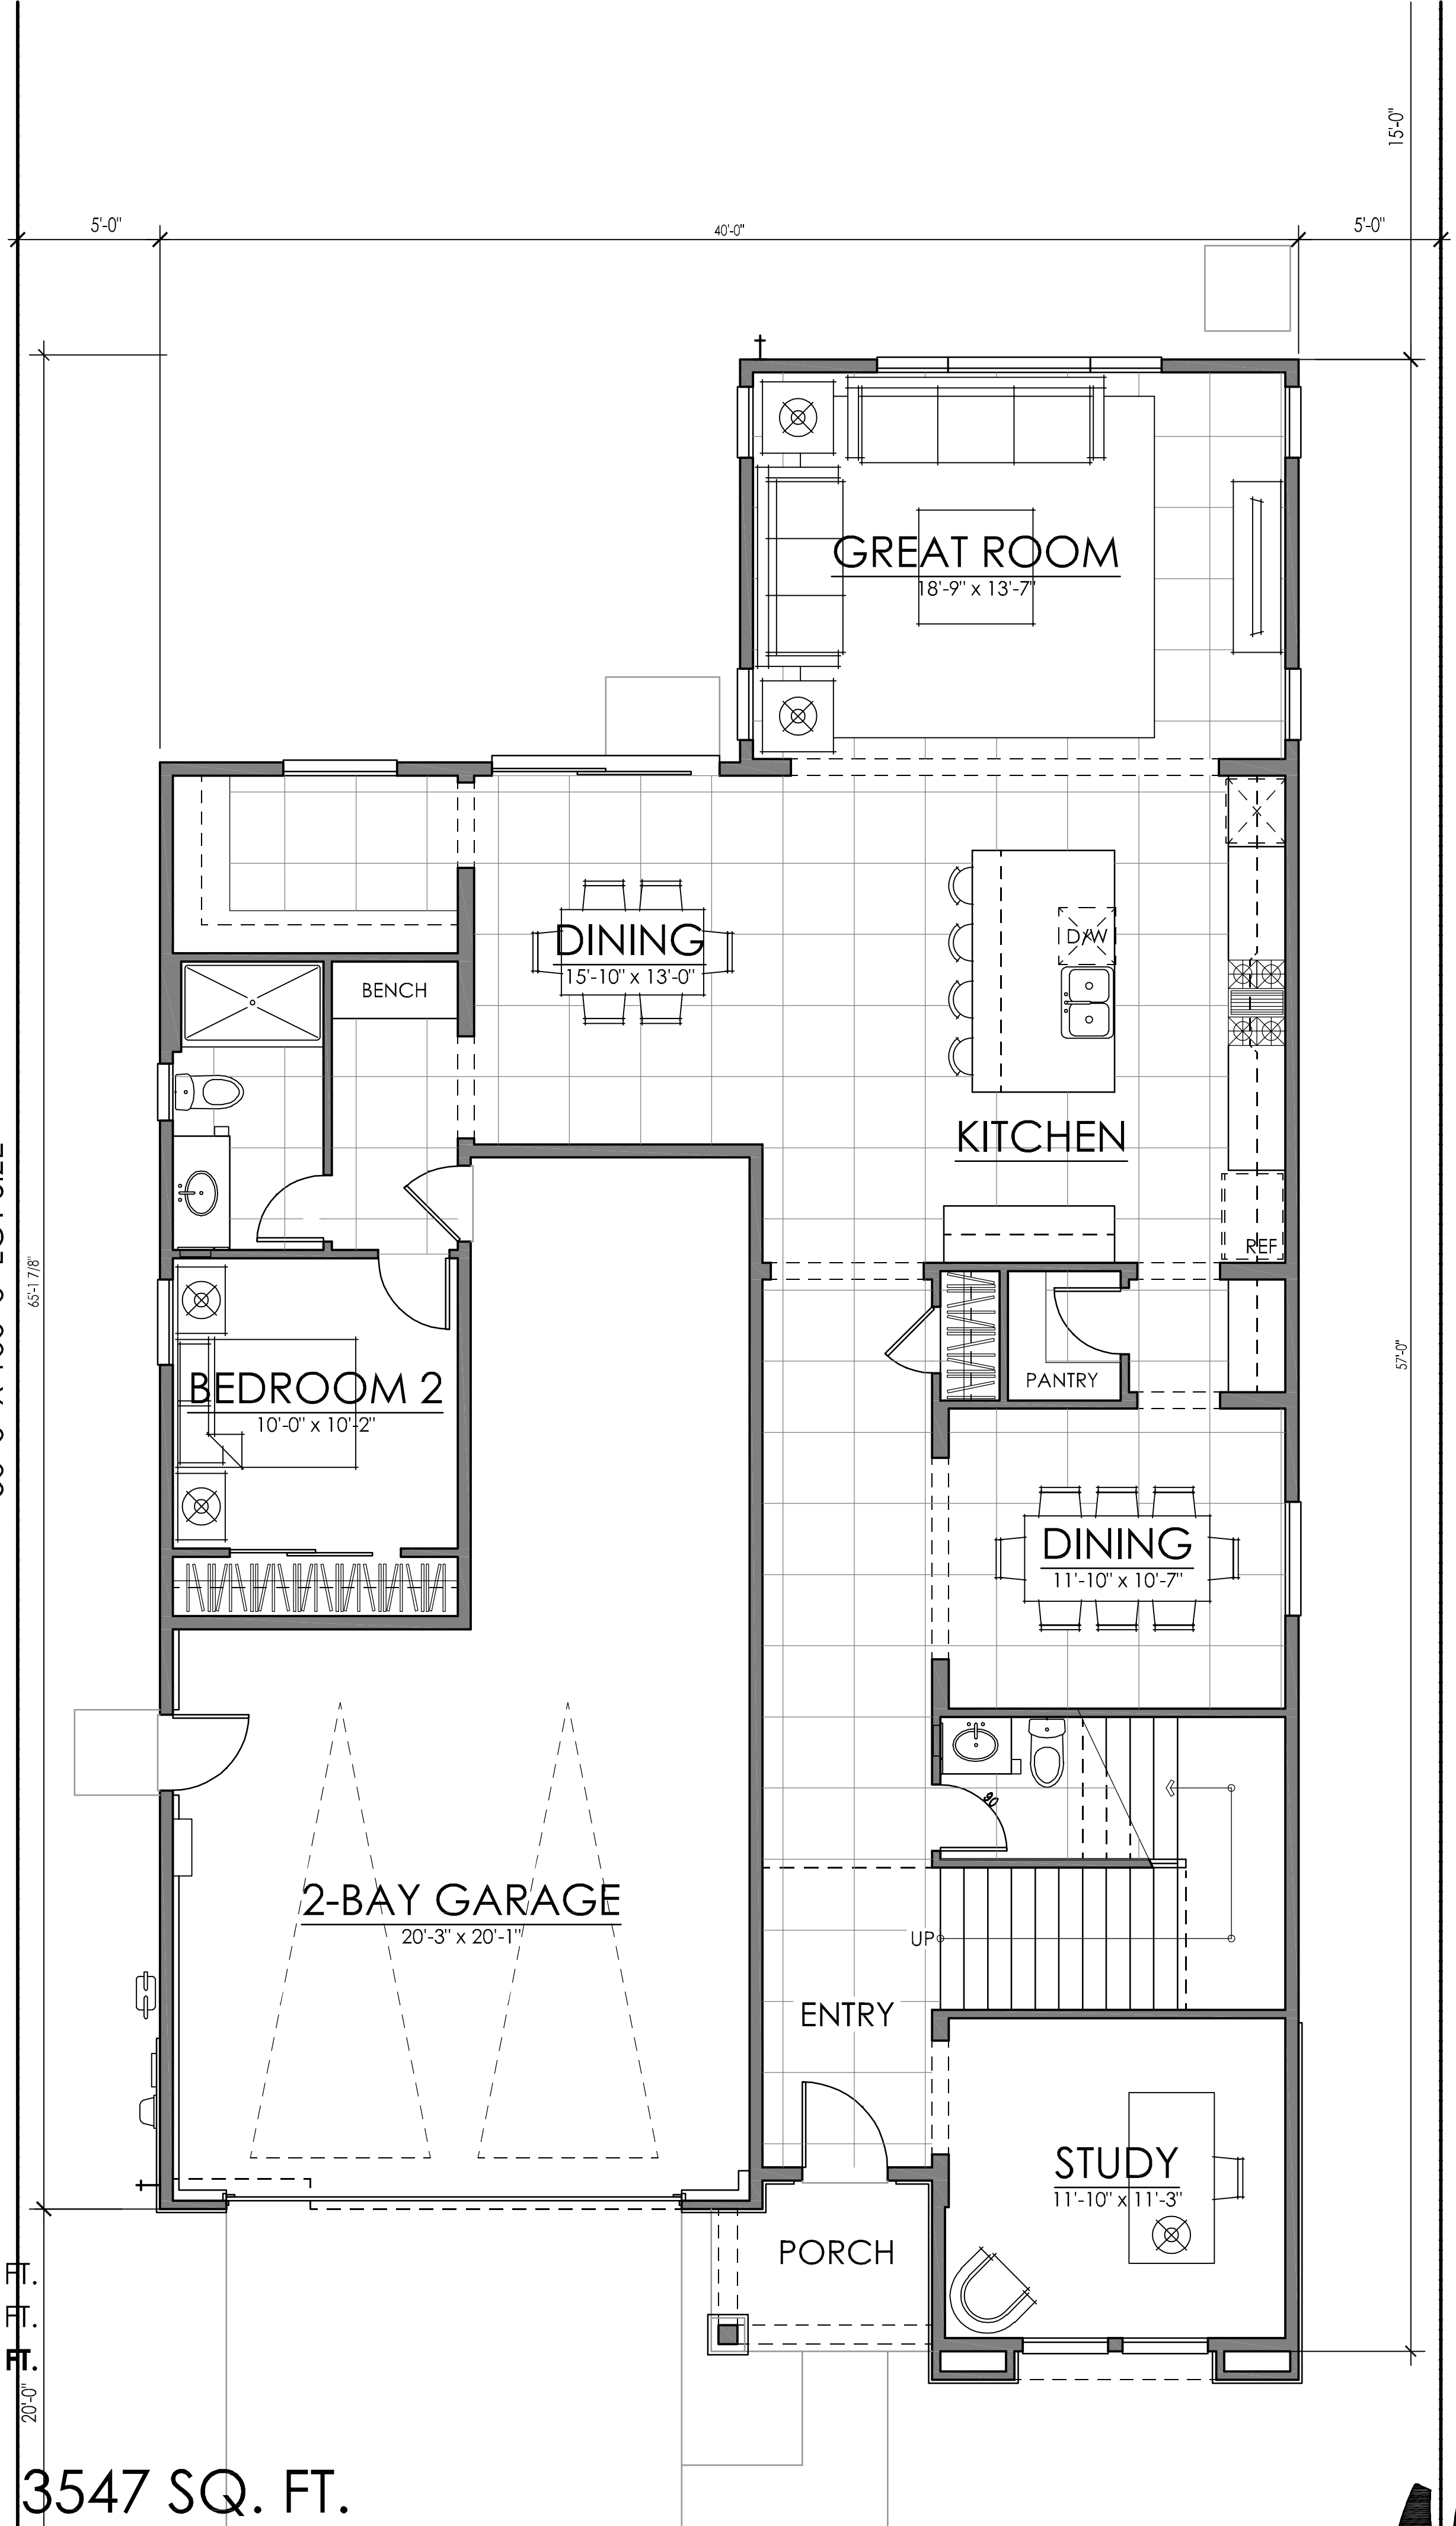 15'-0"
5'-0"
40'-0"
5'-0"
GREAT ROOM
18'-9" x 13'-7"
DINING
15'-10" x 13'-0"
D/W
BENCH
KITCHEN
REF
65'-1 7/8"
57'-0"
PANTRY
BEDROOM 2
10'-0" x 10'-2"
DINING
11'-10" x 10'-7"
90
2-BAY GARAGE
20'-3" x 20'-1"
UP
ENTRY
STUDY
11'-10" x 11'-3"
PORCH
FT.
FT.
FT.
20'-0"
3547 SQ. FT.